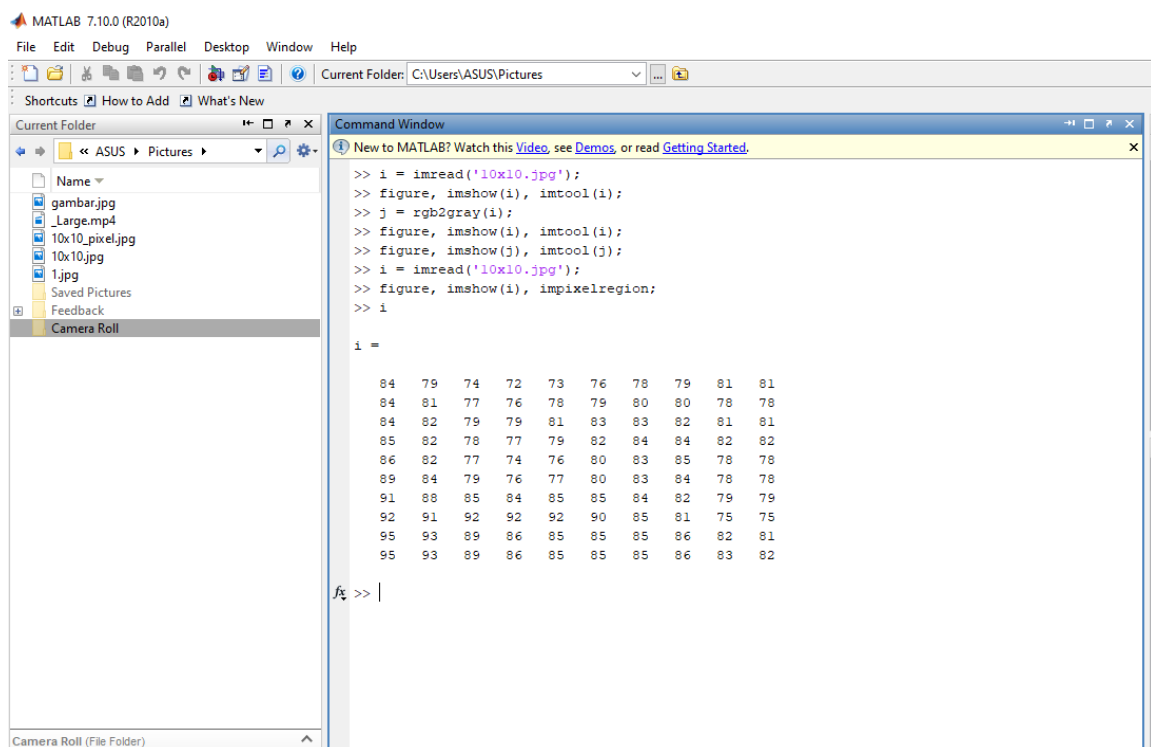 MATLAB 7.10.0 (R2010a)
File Edit Debug Parallel Desktop Window Help
Current Folder: C:\Users\ASUS\Pictures
Shortcuts How to Add What's New
Current Folder
« ASUS Pictures
Name
gambar.jpg
_Large.mp4
10x10_pixel.jpg
10x10.jpg
1.jpg
Saved Pictures
Feedback
Camera Roll
Camera Roll (File Folder)
Command Window
New to MATLAB? Watch this Video, see Demos, or read Getting Started.
>> i = imread('10x10.jpg');
>> figure, imshow(i), imtool(i);
>> j = rgb2gray(i);
>> figure, imshow(i), imtool(i);
>> figure, imshow(j), imtool(j);
>> i = imread('10x10.jpg');
>> figure, imshow(i), impixelregion;
>> i
i =
84 79 74 72 73 76 78 79 81 81
84 81 77 76 78 79 80 80 78 78
84 82 79 79 81 83 83 82 81 81
85 82 78 77 79 82 84 84 82 82
86 82 77 74 76 80 83 85 78 78
89 84 79 76 77 80 83 84 78 78
91 88 85 84 85 85 84 82 79 79
92 91 92 92 92 90 85 81 75 75
95 93 89 86 85 85 85 86 82 81
95 93 89 86 85 85 85 86 83 82
fx >>